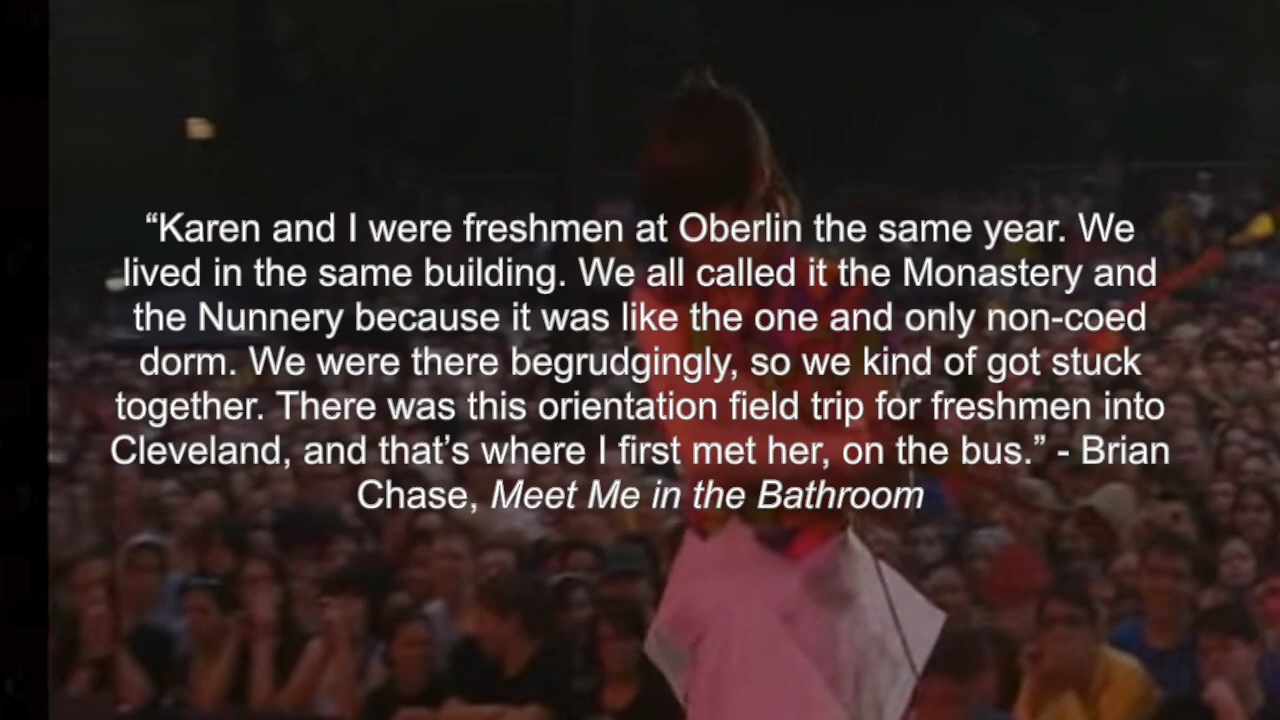 “Karen and I were freshmen at Oberlin the same year. We
lived in the same building. We all called it the Monastery and
the Nunnery because it was like the one and only non-coed
dorm. We were there begrudgingly, so we kind of got stuck
together. There was this orientation field trip for freshmen into
Cleveland, and that’s where I first met her, on the bus.” - Brian
Chase, Meet Me in the Bathroom